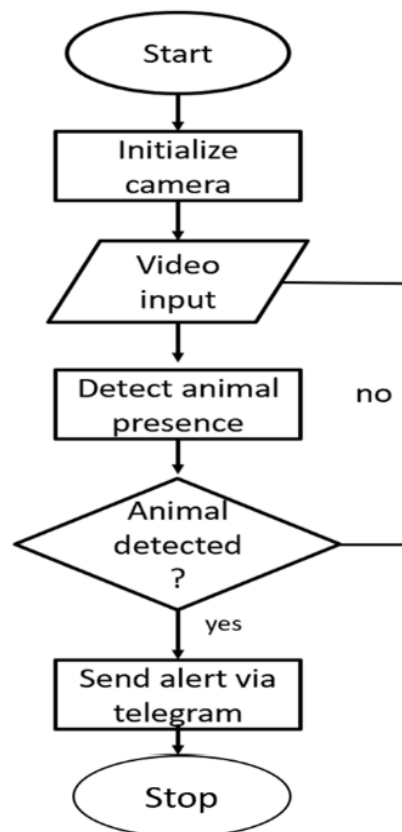 Start
Initialize
camera
Video
input
Detect animal
presence
no
Animal
detected
?
yes
Send alert via
telegram
Stop